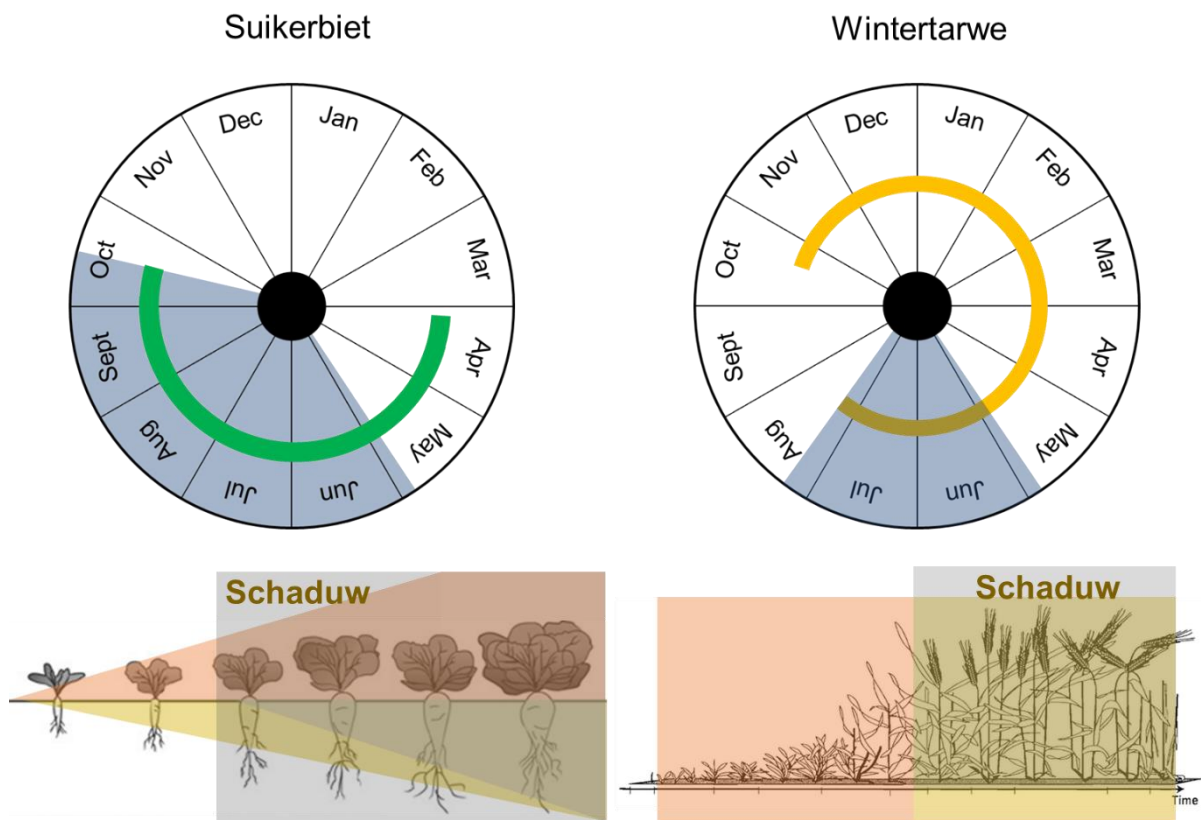 Suikerbiet
Jan
Feb
Mar
Apr
May
Jun
Jul
Aug
Sept
Oct
Nov
Dec
Wintertarwe
Jan
Feb
Mar
Apr
May
Jun
Jul
Aug
Sept
Oct
Nov
Dec
Schaduw
Schaduw
Time